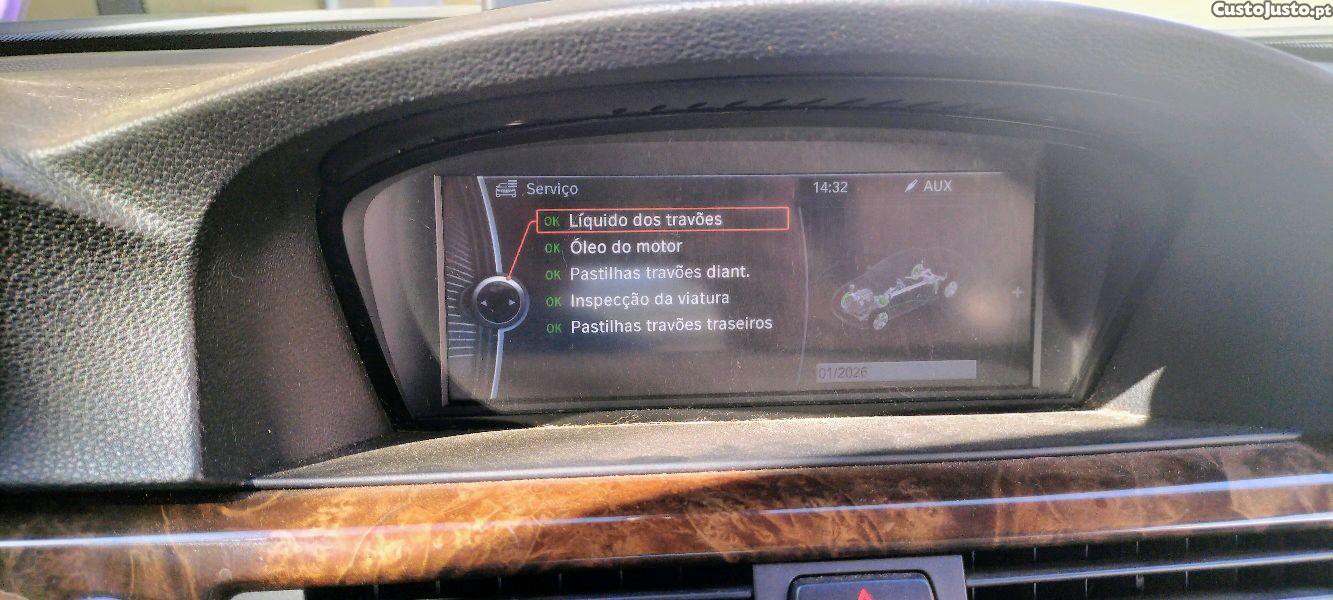 CustoJusto.pt
Serviço 14:32 AUX
OK Líquido dos travões
OK Óleo do motor
OK Pastilhas travões diant.
OK Inspecção da viatura
OK Pastilhas travões traseiros
01/2026